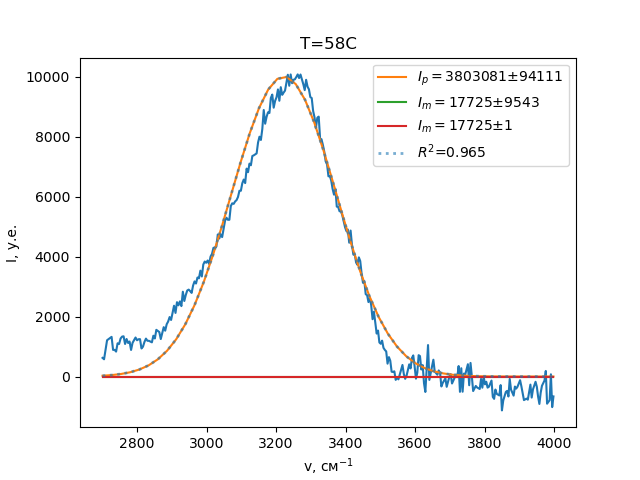 T=58C
I_p = 3803081±94111
I_m = 17725±9543
I_m = 17725±1
R²=0.965
10000
8000
6000
4000
2000
0
I, y.e.
2800 3000 3200 3400 3600 3800 4000
v, см⁻¹